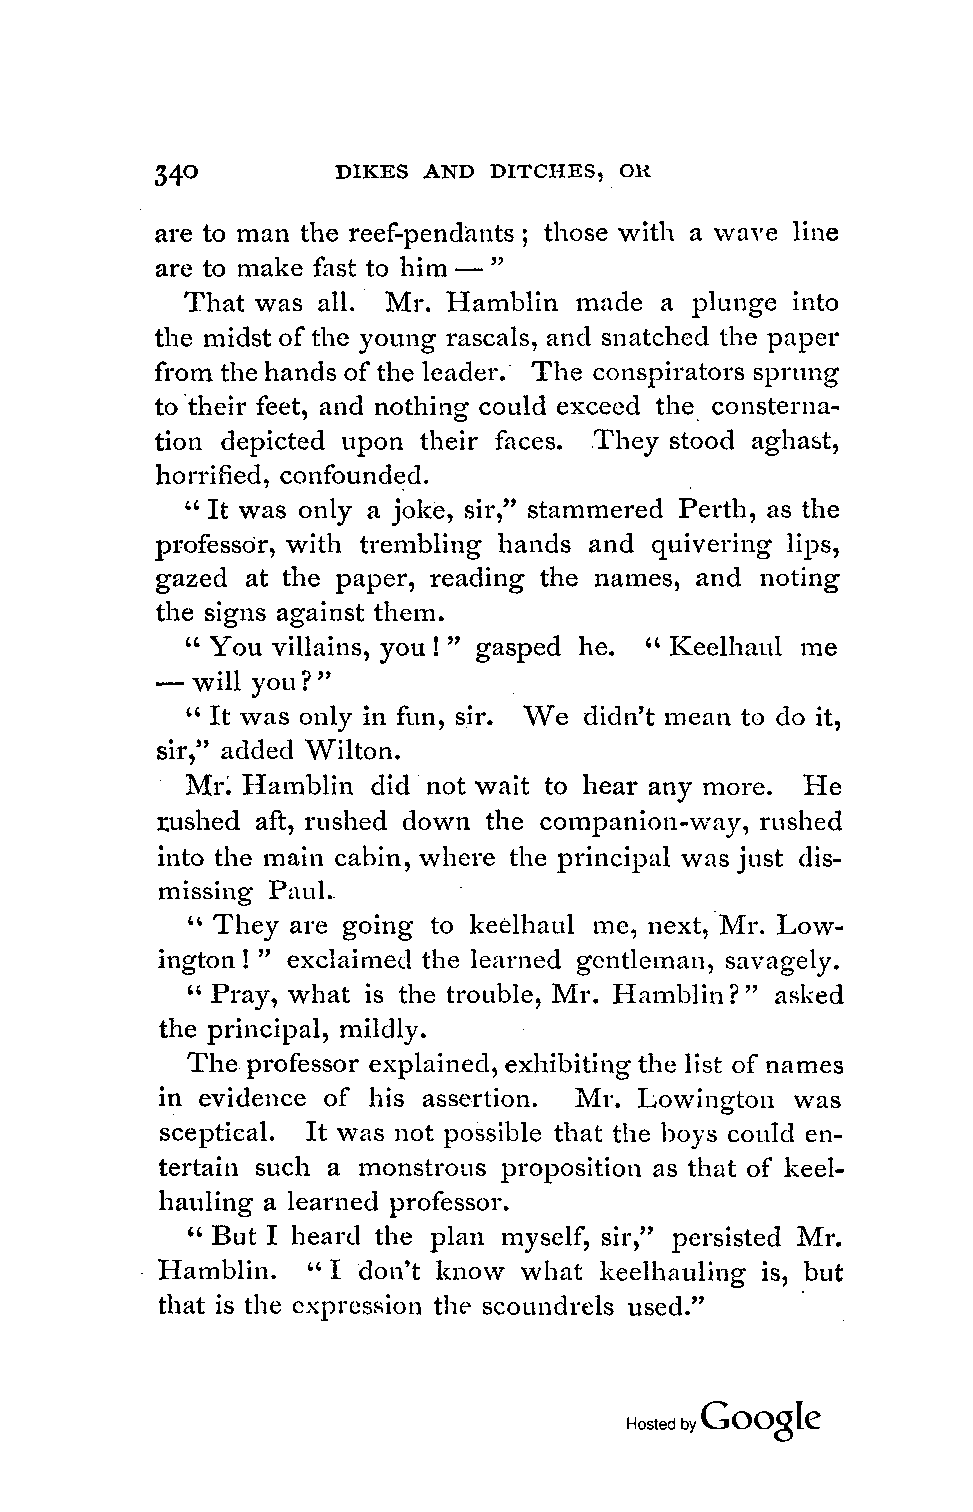 340 DIKES AND DITCHES, OR
are to man the reef-pendants ; those with a wave line
are to make fast to him — ”
That was all. Mr. Hamblin made a plunge into
the midst of the young rascals, and snatched the paper
from the hands of the leader. The conspirators sprung
to their feet, and nothing could exceed the consterna-
tion depicted upon their faces. They stood aghast,
horrified, confounded.
“ It was only a joke, sir,” stammered Perth, as the
professor, with trembling hands and quivering lips,
gazed at the paper, reading the names, and noting
the signs against them.
“ You villains, you ! ” gasped he. “ Keelhaul me
— will you ? ”
“ It was only in fun, sir. We didn’t mean to do it,
sir,” added Wilton.
Mr. Hamblin did not wait to hear any more. He
rushed aft, rushed down the companion-way, rushed
into the main cabin, where the principal was just dis-
missing Paul.
“ They are going to keelhaul me, next, Mr. Low-
ington ! ” exclaimed the learned gentleman, savagely.
“ Pray, what is the trouble, Mr. Hamblin ? ” asked
the principal, mildly.
The professor explained, exhibiting the list of names
in evidence of his assertion. Mr. Lowington was
sceptical. It was not possible that the boys could en-
tertain such a monstrous proposition as that of keel-
hauling a learned professor.
“ But I heard the plan myself, sir,” persisted Mr.
Hamblin. “ I don’t know what keelhauling is, but
that is the expression the scoundrels used.”
Hosted by Google